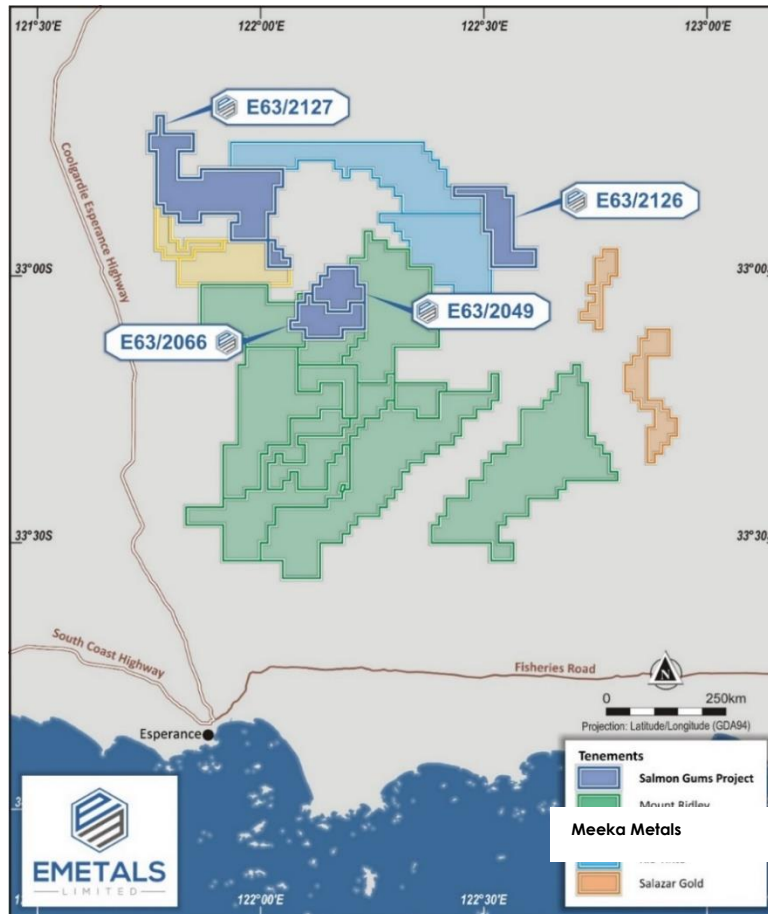 121°30'E
122°00'E
122°30'E
123°00'E
E63/2127
E63/2126
33°00'S
33°00'S
E63/2049
E63/2066
Coolgardie Esperance Highway
33°30'S
33°30'S
South Coast Highway
Fisheries Road
N
0 250km
Projection: Latitude/Longitude (GDA94)
Esperance
Tenements
Salmon Gums Project
Mount Ridley
Meeka Metals
Salazar Gold
EMETALS
LIMITED
122°00'E
122°30'E